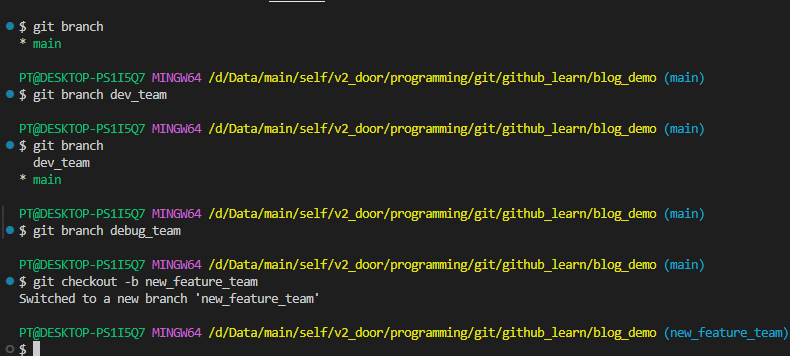 $ git branch
* main
PT@DESKTOP-PS1I5Q7 MINGW64 /d/Data/main/self/v2_door/programming/git/github_learn/blog_demo (main)
$ git branch dev_team
PT@DESKTOP-PS1I5Q7 MINGW64 /d/Data/main/self/v2_door/programming/git/github_learn/blog_demo (main)
$ git branch
dev_team
* main
PT@DESKTOP-PS1I5Q7 MINGW64 /d/Data/main/self/v2_door/programming/git/github_learn/blog_demo (main)
$ git branch debug_team
PT@DESKTOP-PS1I5Q7 MINGW64 /d/Data/main/self/v2_door/programming/git/github_learn/blog_demo (main)
$ git checkout -b new_feature_team
Switched to a new branch 'new_feature_team'
PT@DESKTOP-PS1I5Q7 MINGW64 /d/Data/main/self/v2_door/programming/git/github_learn/blog_demo (new_feature_team)
$